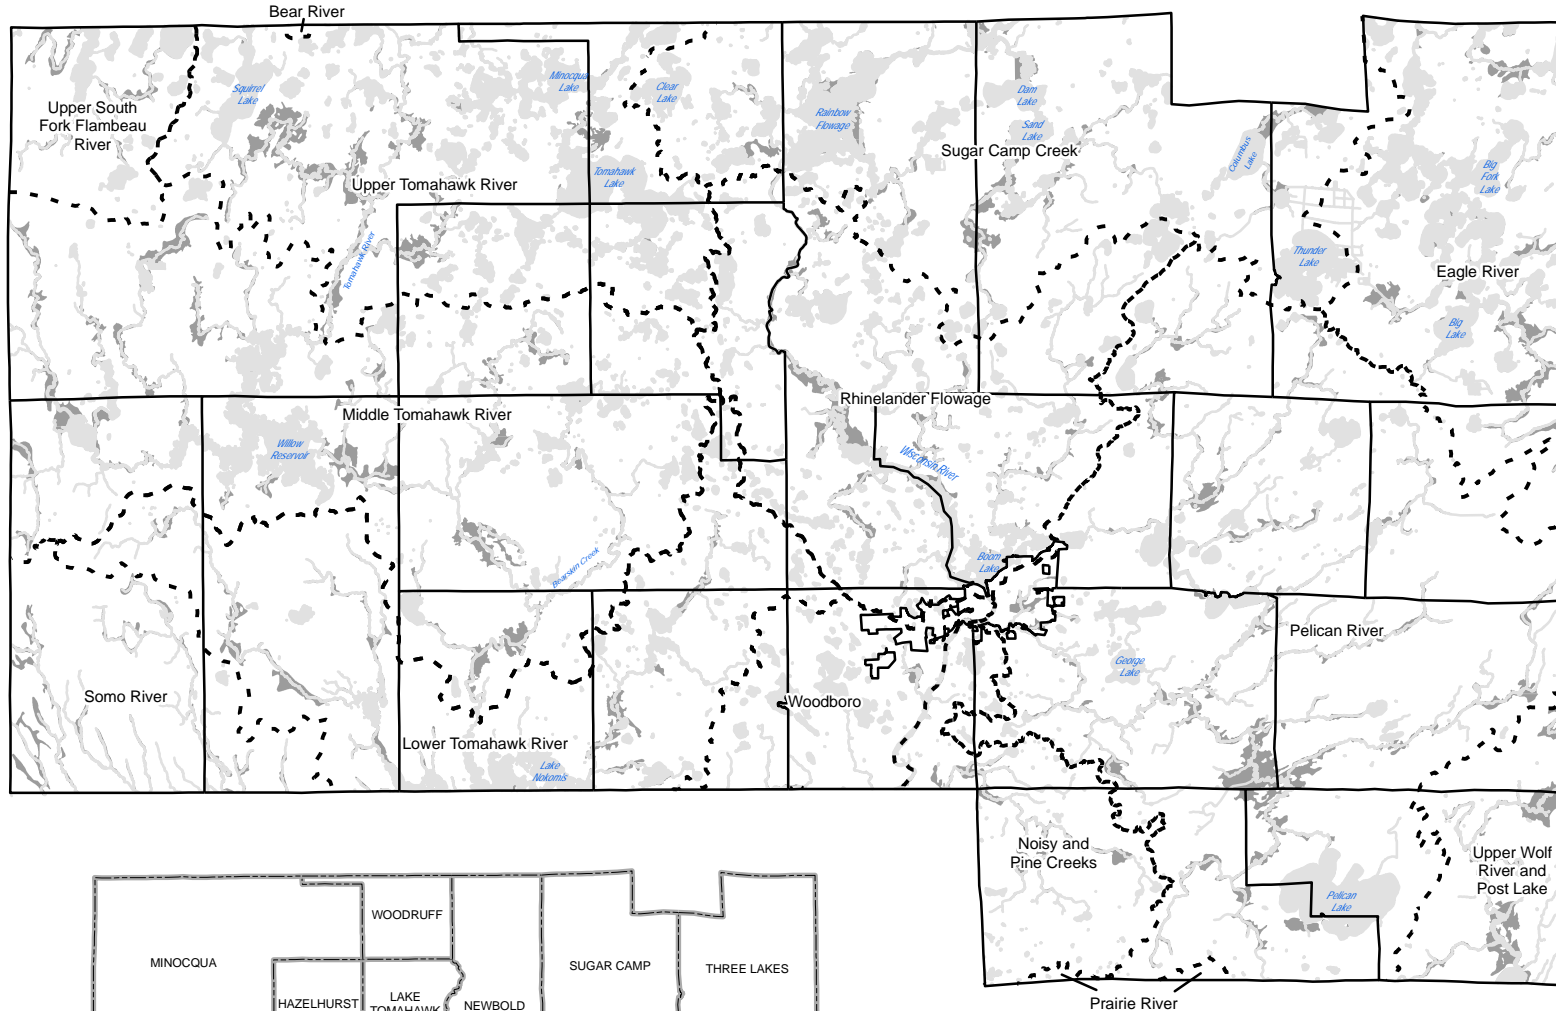 Bear River
Upper South
Fork Flambeau
River
Squirrel
Lake
Minocqua
Lake
Clear
Lake
Rainbow
Flowage
Dam
Lake
Sand
Lake
Sugar Camp Creek
Columbus
Lake
Big
Fork
Lake
Upper Tomahawk River
Tomahawk
Lake
Tomahawk River
Thunder
Lake
Eagle River
Big
Lake
Middle Tomahawk River
Rhinelander Flowage
Willow
Reservoir
Wisconsin River
Bearskin Creek
Boom
Lake
Pelican River
George
Lake
Somo River
Woodboro
Lower Tomahawk River
Lake
Nokomis
Noisy and
Pine Creeks
Upper Wolf
River and
Post Lake
Pelican
Lake
Prairie River
WOODRUFF
MINOCQUA
SUGAR CAMP
THREE LAKES
HAZELHURST
LAKE
TOMAHAWK
NEWBOLD